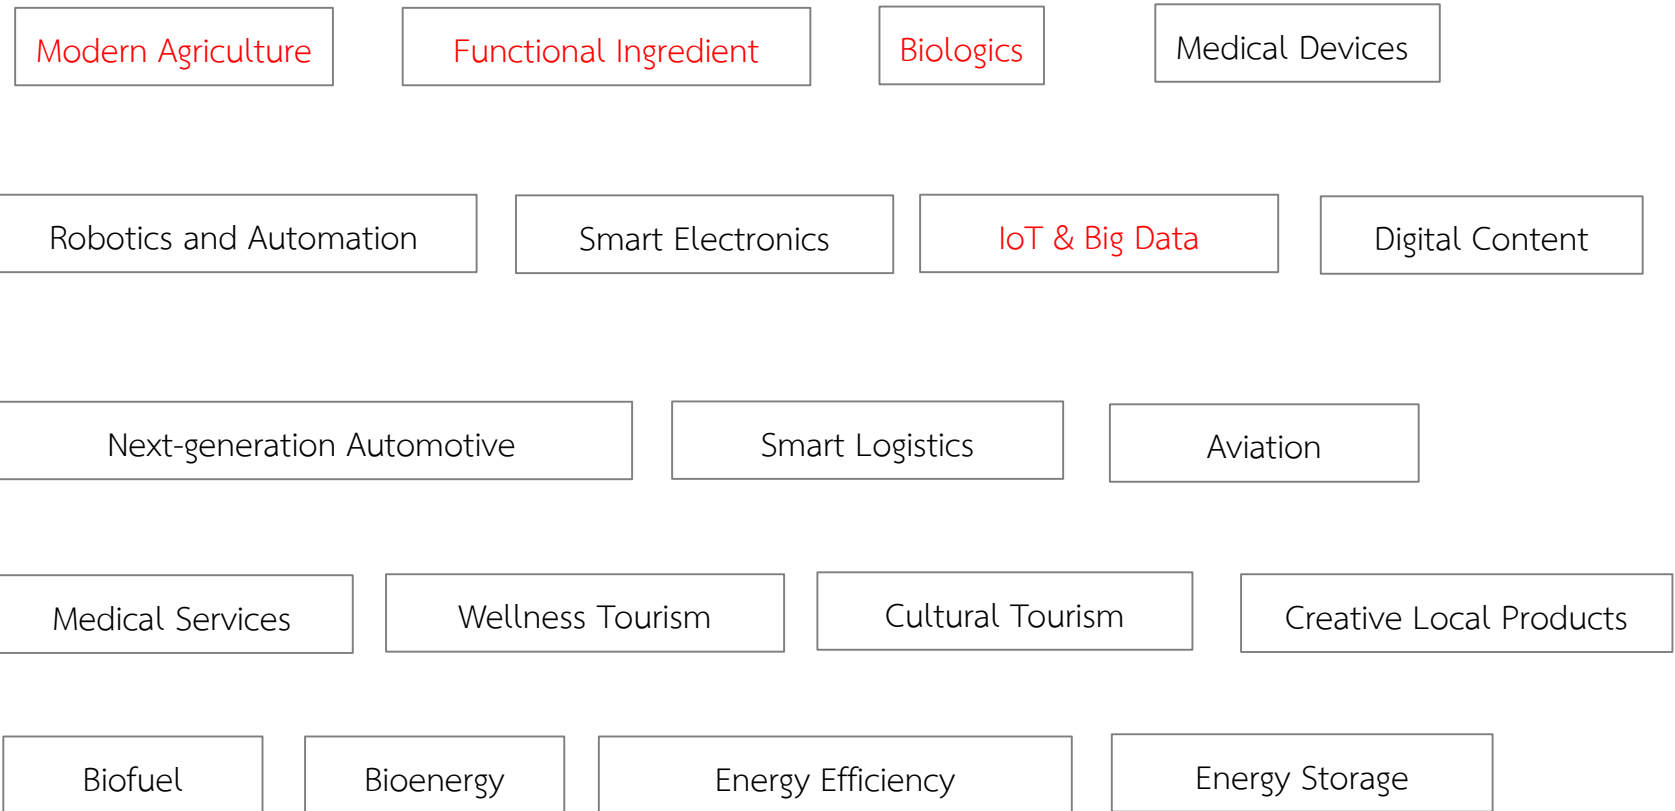 Modern Agriculture
Functional Ingredient
Biologics
Medical Devices
Robotics and Automation
Smart Electronics
IoT & Big Data
Digital Content
Next-generation Automotive
Smart Logistics
Aviation
Medical Services
Wellness Tourism
Cultural Tourism
Creative Local Products
Biofuel
Bioenergy
Energy Efficiency
Energy Storage